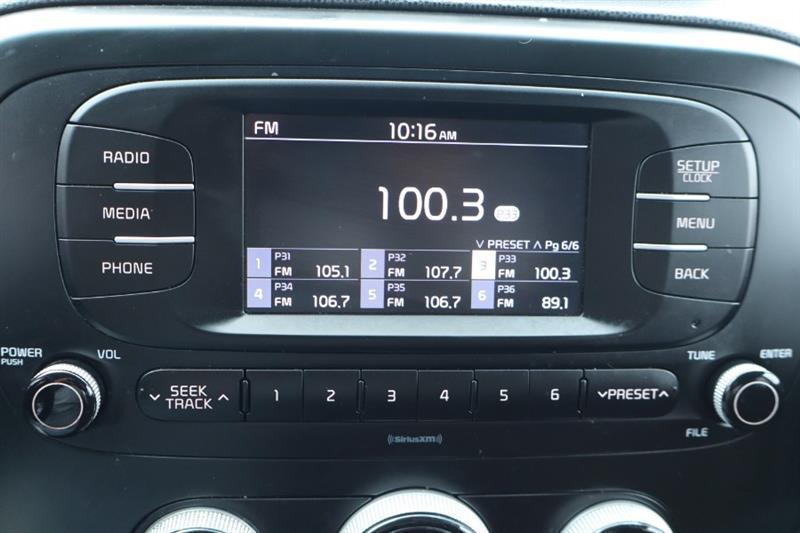 FM 10:16 AM
RADIO
SETUP
CLOCK
MEDIA
100.3 P33
MENU
PHONE
∨ PRESET ∧ Pg 6/6
BACK
1 P31 FM 105.1 2 P32 FM 107.7 3 P33 FM 100.3
4 P34 FM 106.7 5 P35 FM 106.7 6 P36 FM 89.1
POWER
PUSH
VOL
TUNE
ENTER
∨ SEEK ∧
TRACK
1 2 3 4 5 6
∨PRESET∧
FILE
((SiriusXM))